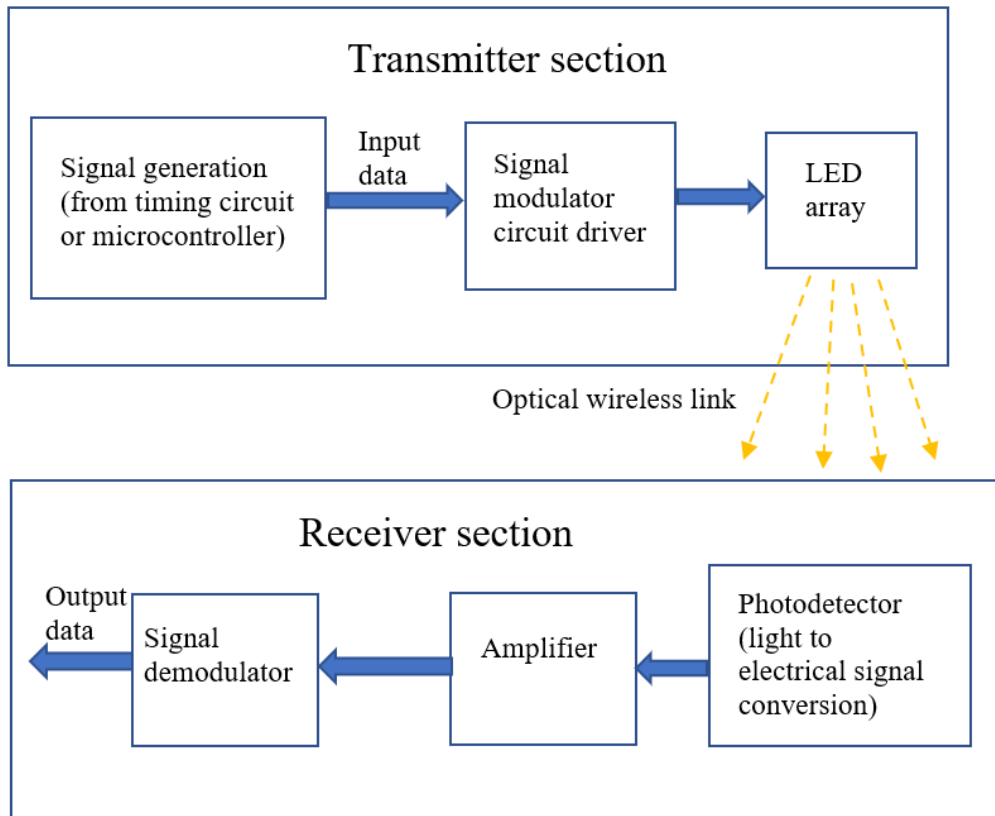 Transmitter section
Signal generation
(from timing circuit
or microcontroller)
Input
data
Signal
modulator
circuit driver
LED
array
Optical wireless link
Receiver section
Output
data
Signal
demodulator
Amplifier
Photodetector
(light to
electrical signal
conversion)